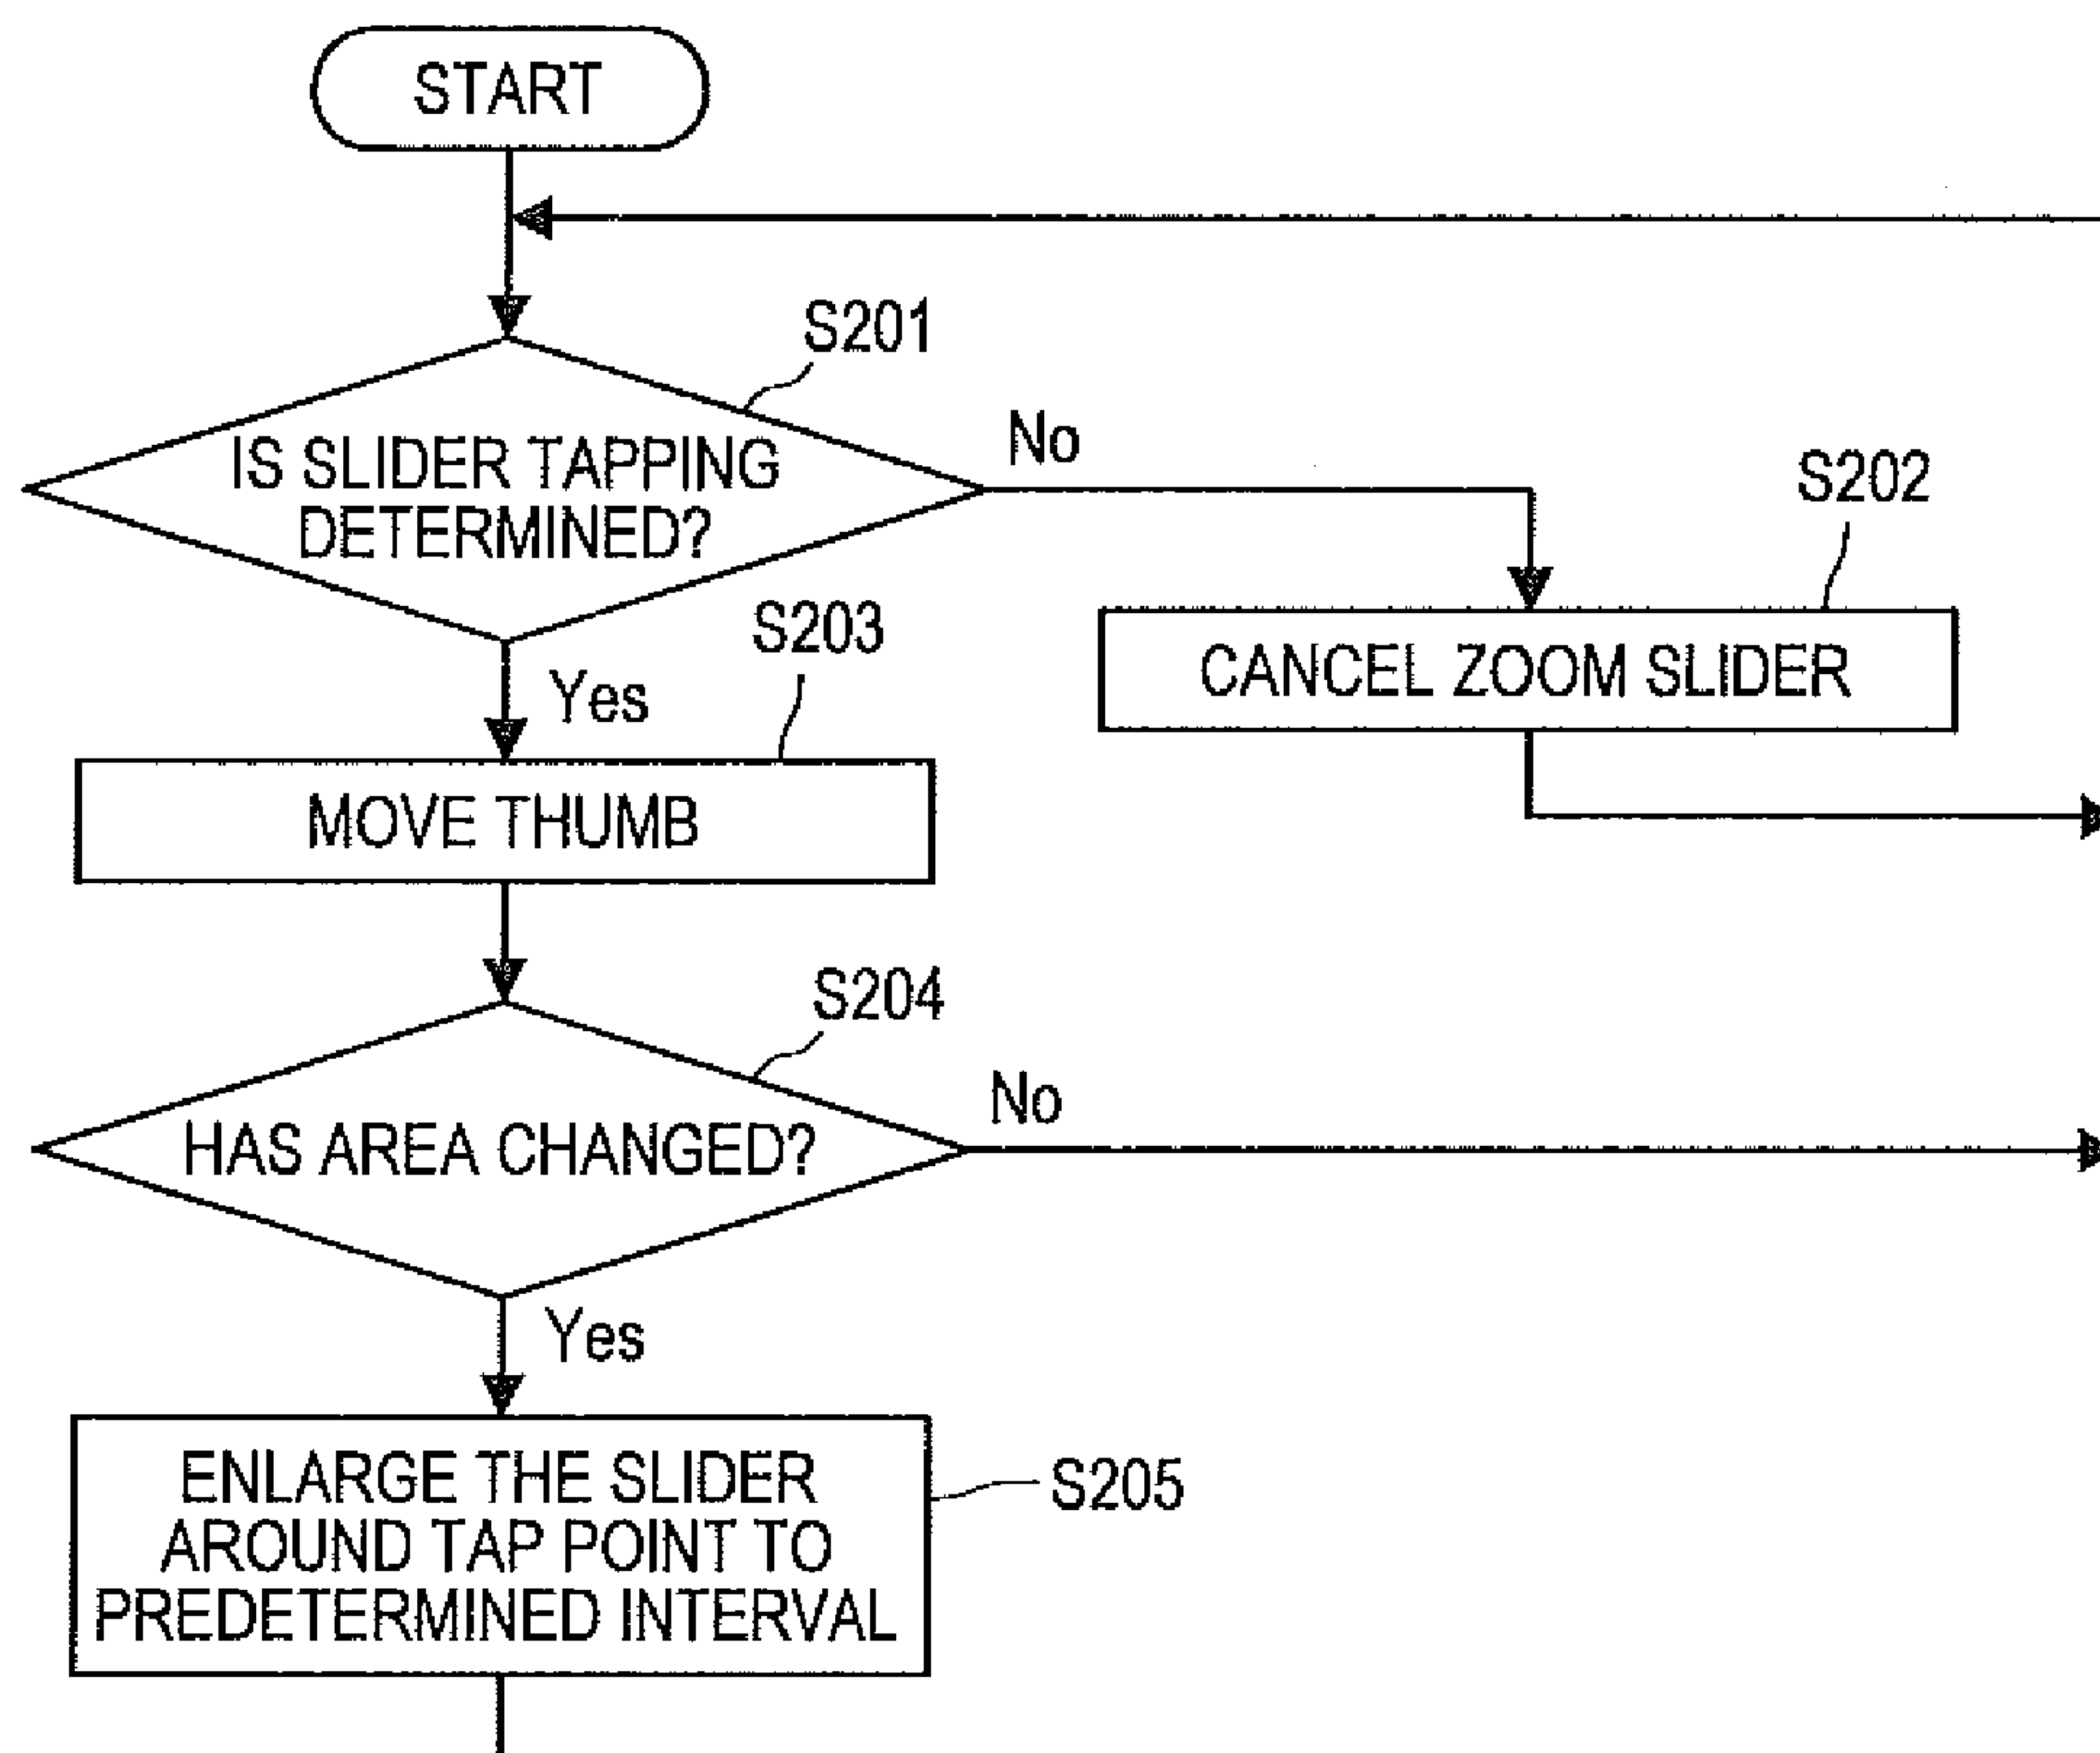 START
S201
IS SLIDER TAPPING
DETERMINED?
No
S202
CANCEL ZOOM SLIDER
Yes
S203
MOVE THUMB
S204
HAS AREA CHANGED?
No
Yes
ENLARGE THE SLIDER
AROUND TAP POINT TO
PREDETERMINED INTERVAL
S205